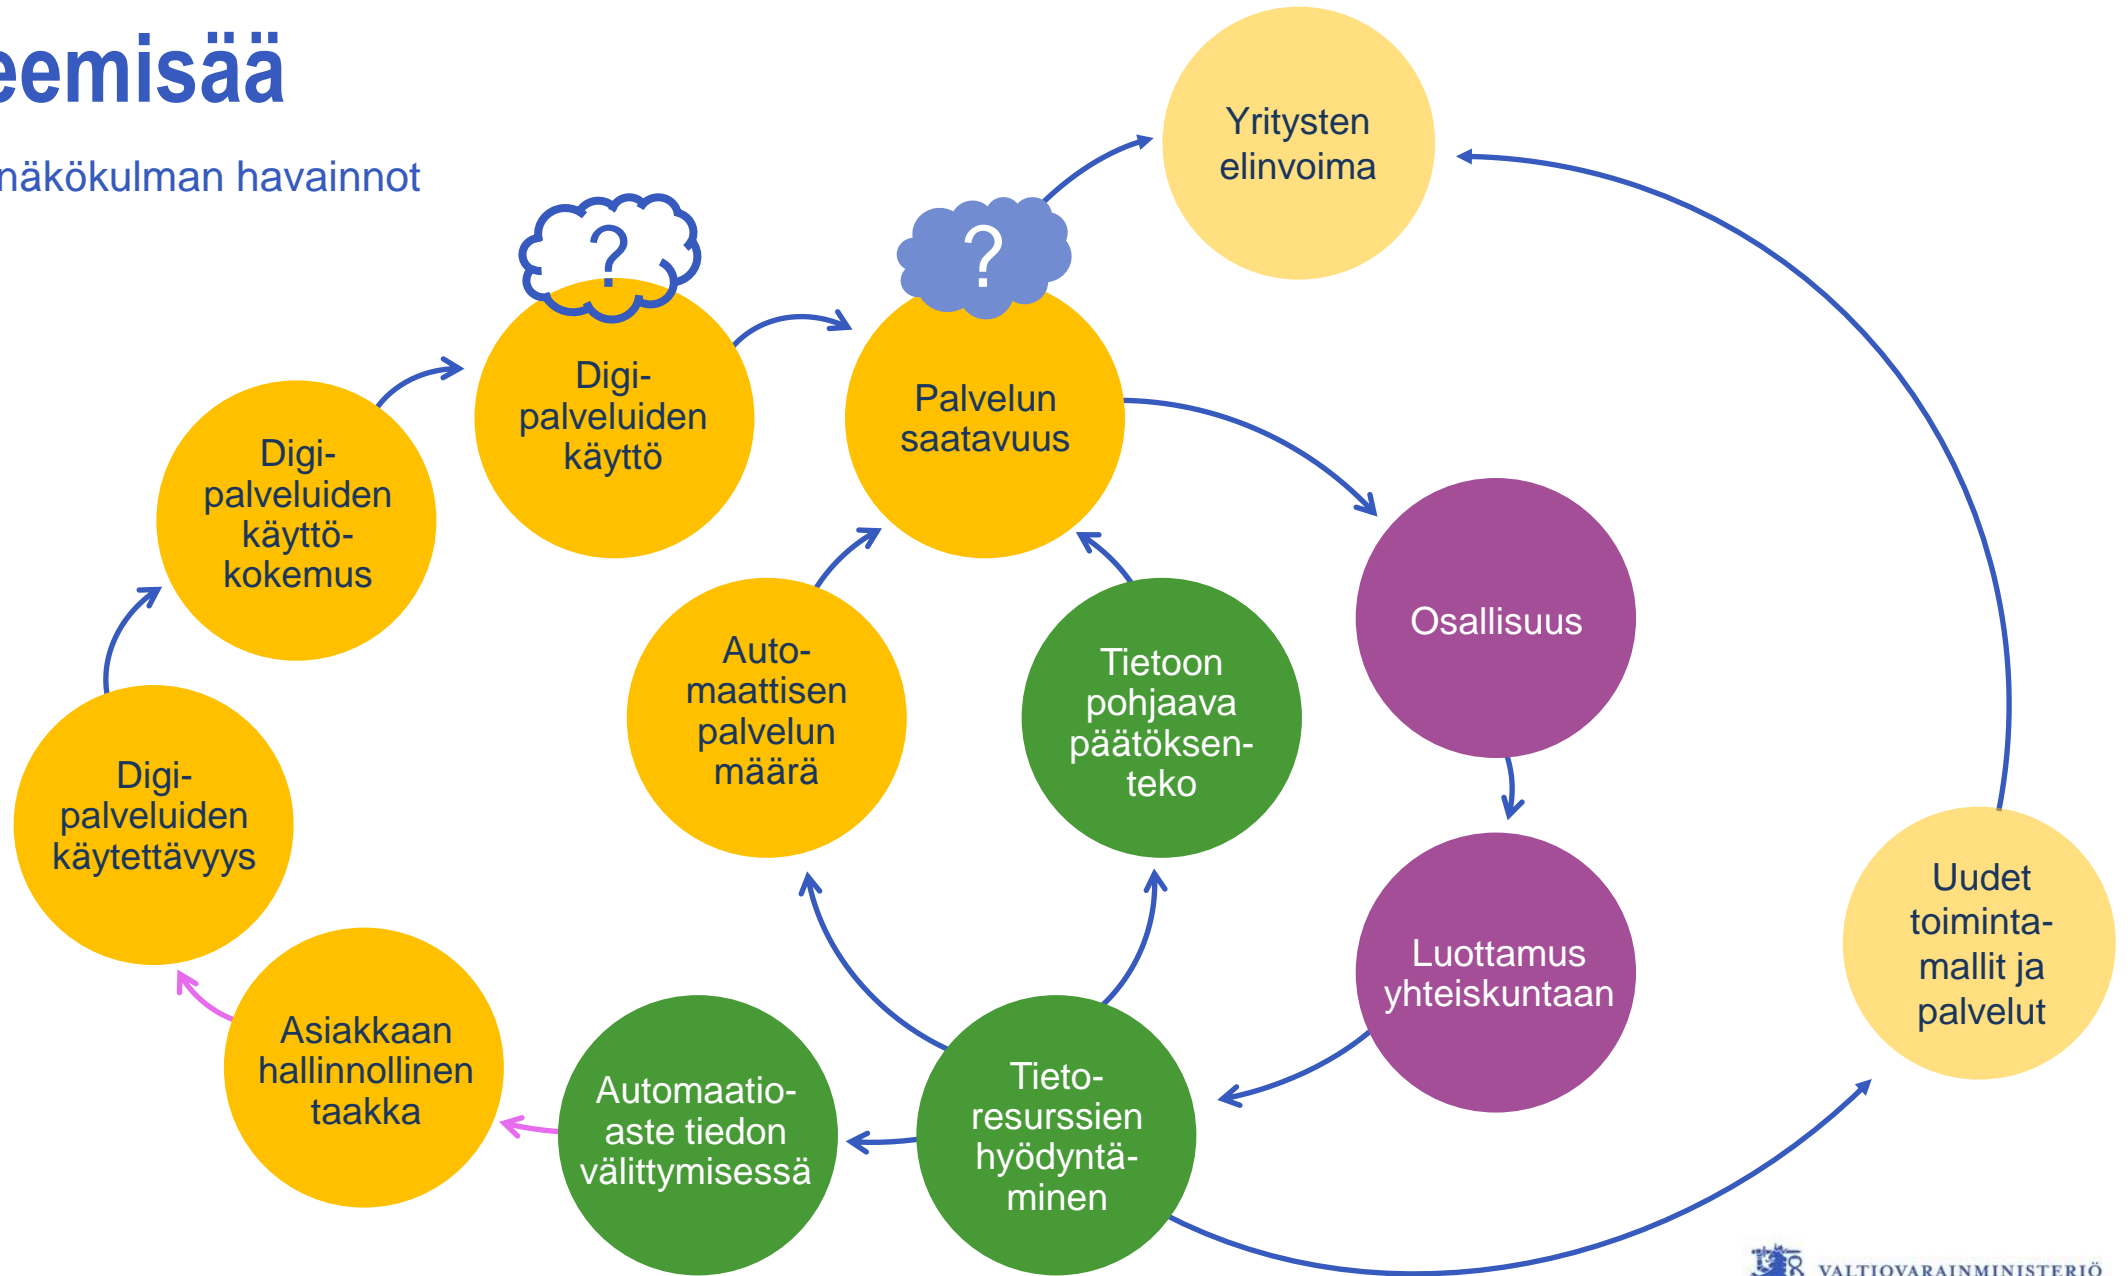 eemisää
näkökulman havainnot
Yritysten
elinvoima
?
?
Digi-
palveluiden
käyttö
Palvelun
saatavuus
Digi-
palveluiden
käyttö-
kokemus
Osallisuus
Auto-
maattisen
palvelun
määrä
Tietoon
pohjaava
päätöksen-
teko
Digi-
palveluiden
käytettävyys
Luottamus
yhteiskuntaan
Uudet
toiminta-
mallit ja
palvelut
Asiakkaan
hallinnollinen
taakka
Automaatio-
aste tiedon
välittymisessä
Tieto-
resurssien
hyödyntä-
minen
VALTIOVARAINMINISTERIÖ